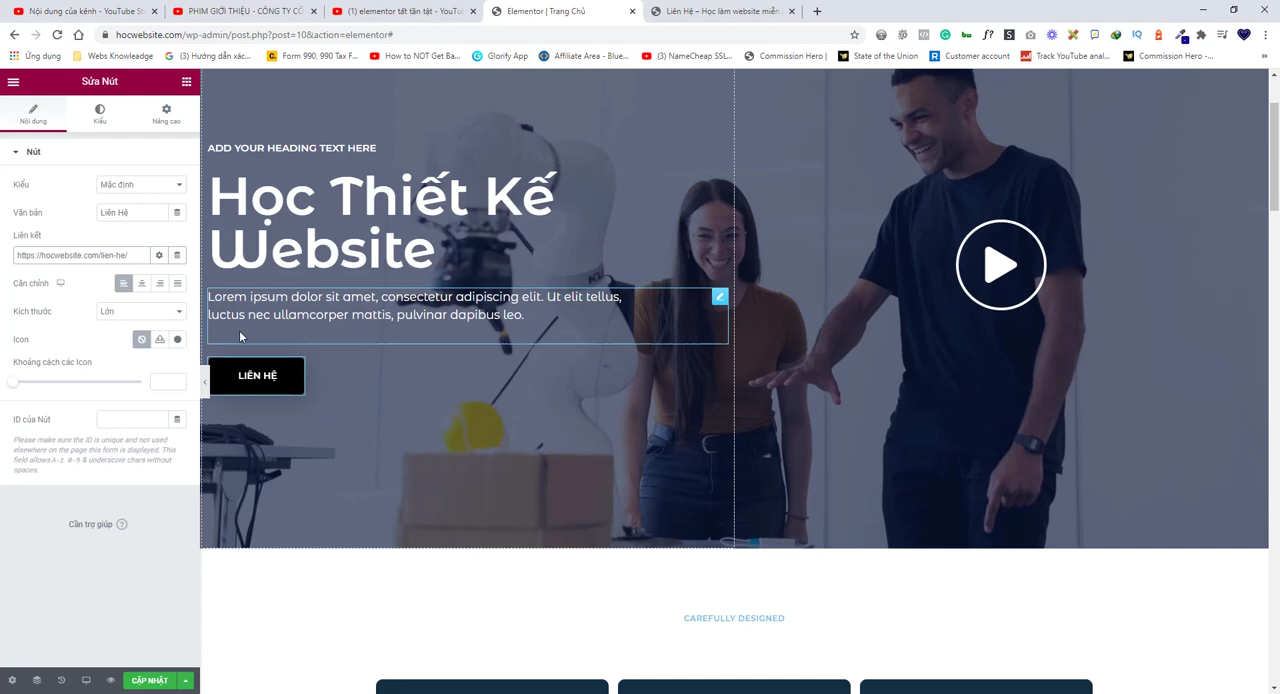 Nội dung của kênh - YouTube St
PHIM GIỚI THIỆU - CÔNG TY CỔ
(1) elementor tất tần tật - YouTub
Elementor | Trang Chủ
Liên Hệ – Học làm website miễn
hocwebsite.com/wp-admin/post.php?post=10&action=elementor#
Ứng dụng
Webs Knowleadge
(3) Hướng dẫn xác...
Form 990, 990 Tax F...
How to NOT Get Ba...
Glorify App
Affiliate Area - Blue...
(3) NameCheap SSL...
Commission Hero |
State of the Union
Customer account
Track YouTube anal...
Commission Hero -...
Sửa Nút
Nội dung
Kiểu
Nâng cao
Nút
Kiểu
Mặc định
Văn bản
Liên Hệ
Liên kết
https://hocwebsite.com/lien-he/
Căn chỉnh
Kích thước
Lớn
Icon
Khoảng cách các Icon
ID của Nút
Please make sure the ID is unique and not used
elsewhere on the page this form is displayed. This
field allows A-z 0-9 & underscore chars without
spaces.
Cần trợ giúp
CẬP NHẬT
ADD YOUR HEADING TEXT HERE
Học Thiết Kế
Website
Lorem ipsum dolor sit amet, consectetur adipiscing elit. Ut elit tellus,
luctus nec ullamcorper mattis, pulvinar dapibus leo.
LIÊN HỆ
CAREFULLY DESIGNED